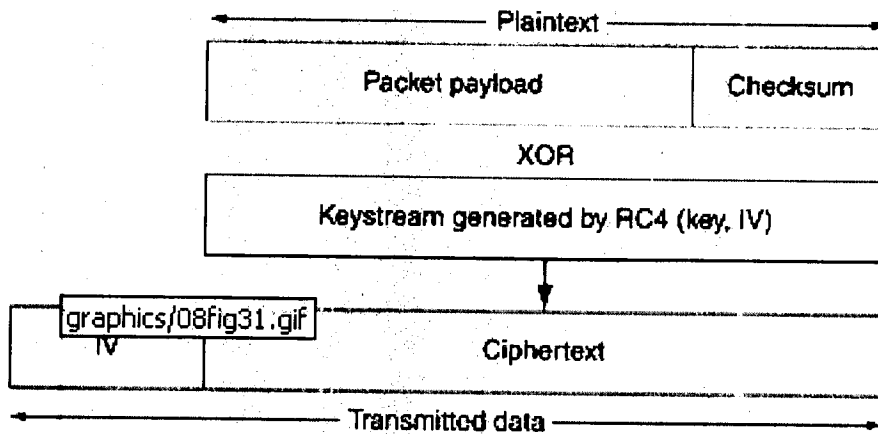 Plaintext
Packet payload
Checksum
XOR
Keystream generated by RC4 (key, IV)
graphics/08fig31.gif
IV
Ciphertext
Transmitted data